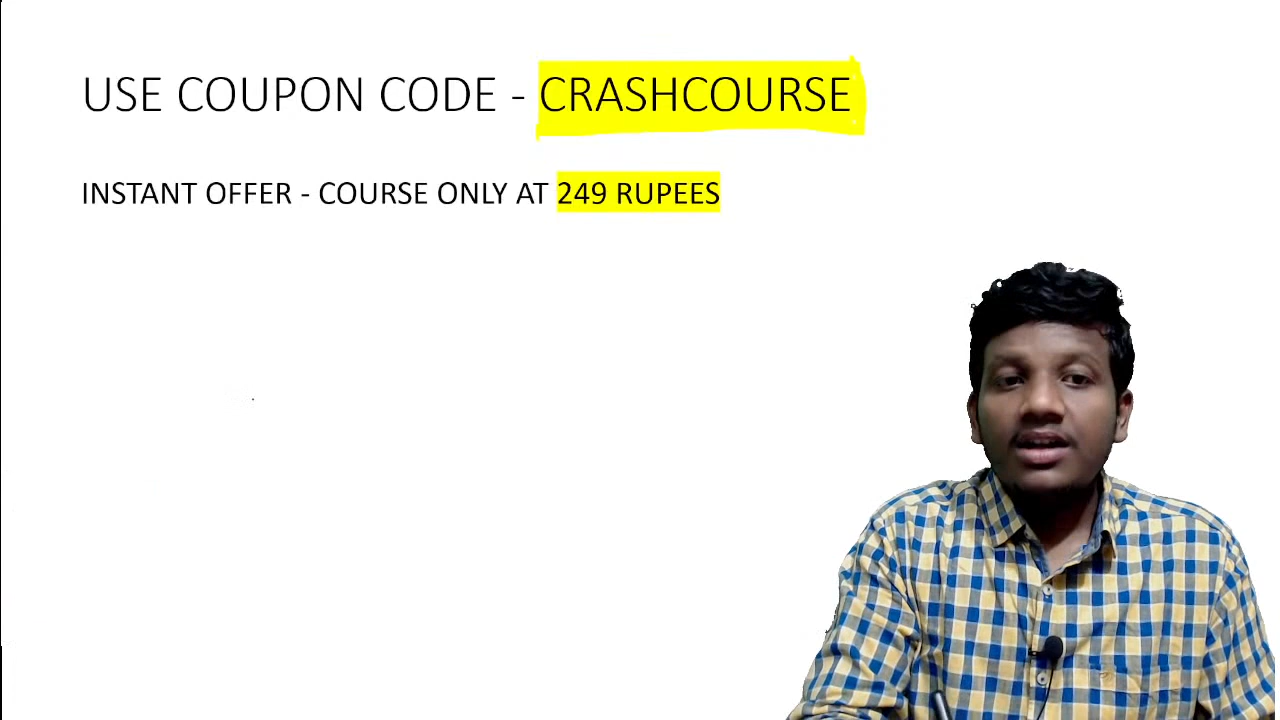 USE COUPON CODE - CRASHCOURSE
INSTANT OFFER - COURSE ONLY AT 249 RUPEES